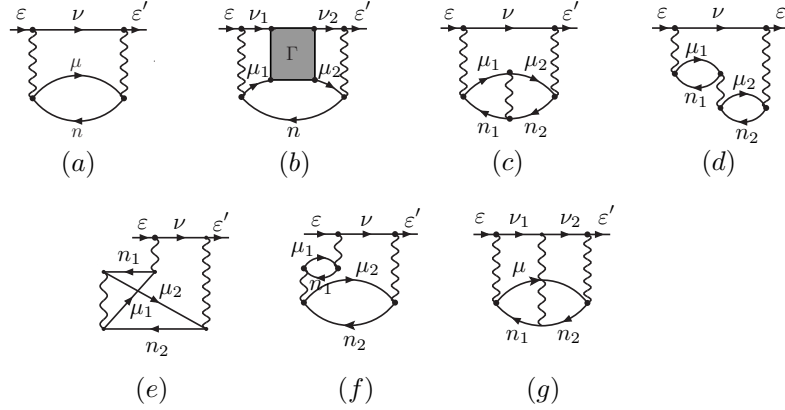 ε ν ε′
μ
n
(a)
ε ν₁ ν₂ ε′
Γ
μ₁ μ₂
n
(b)
ε ν ε′
μ₁ μ₂
n₁ n₂
(c)
ε ν ε
μ₁
n₁ μ₂
n₂
(d)
ε ν ε′
n₁
μ₂
μ₁
n₂
(e)
ε ν ε′
μ₁
n₁ μ₂
n₂
(f)
ε ν₁ ν₂ ε′
μ
n₁ n₂
(g)